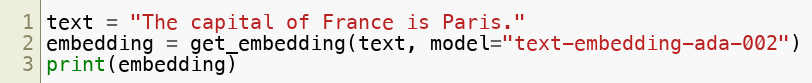 1 text = "The capital of France is Paris."
2 embedding = get_embedding(text, model="text-embedding-ada-002")
3 print(embedding)